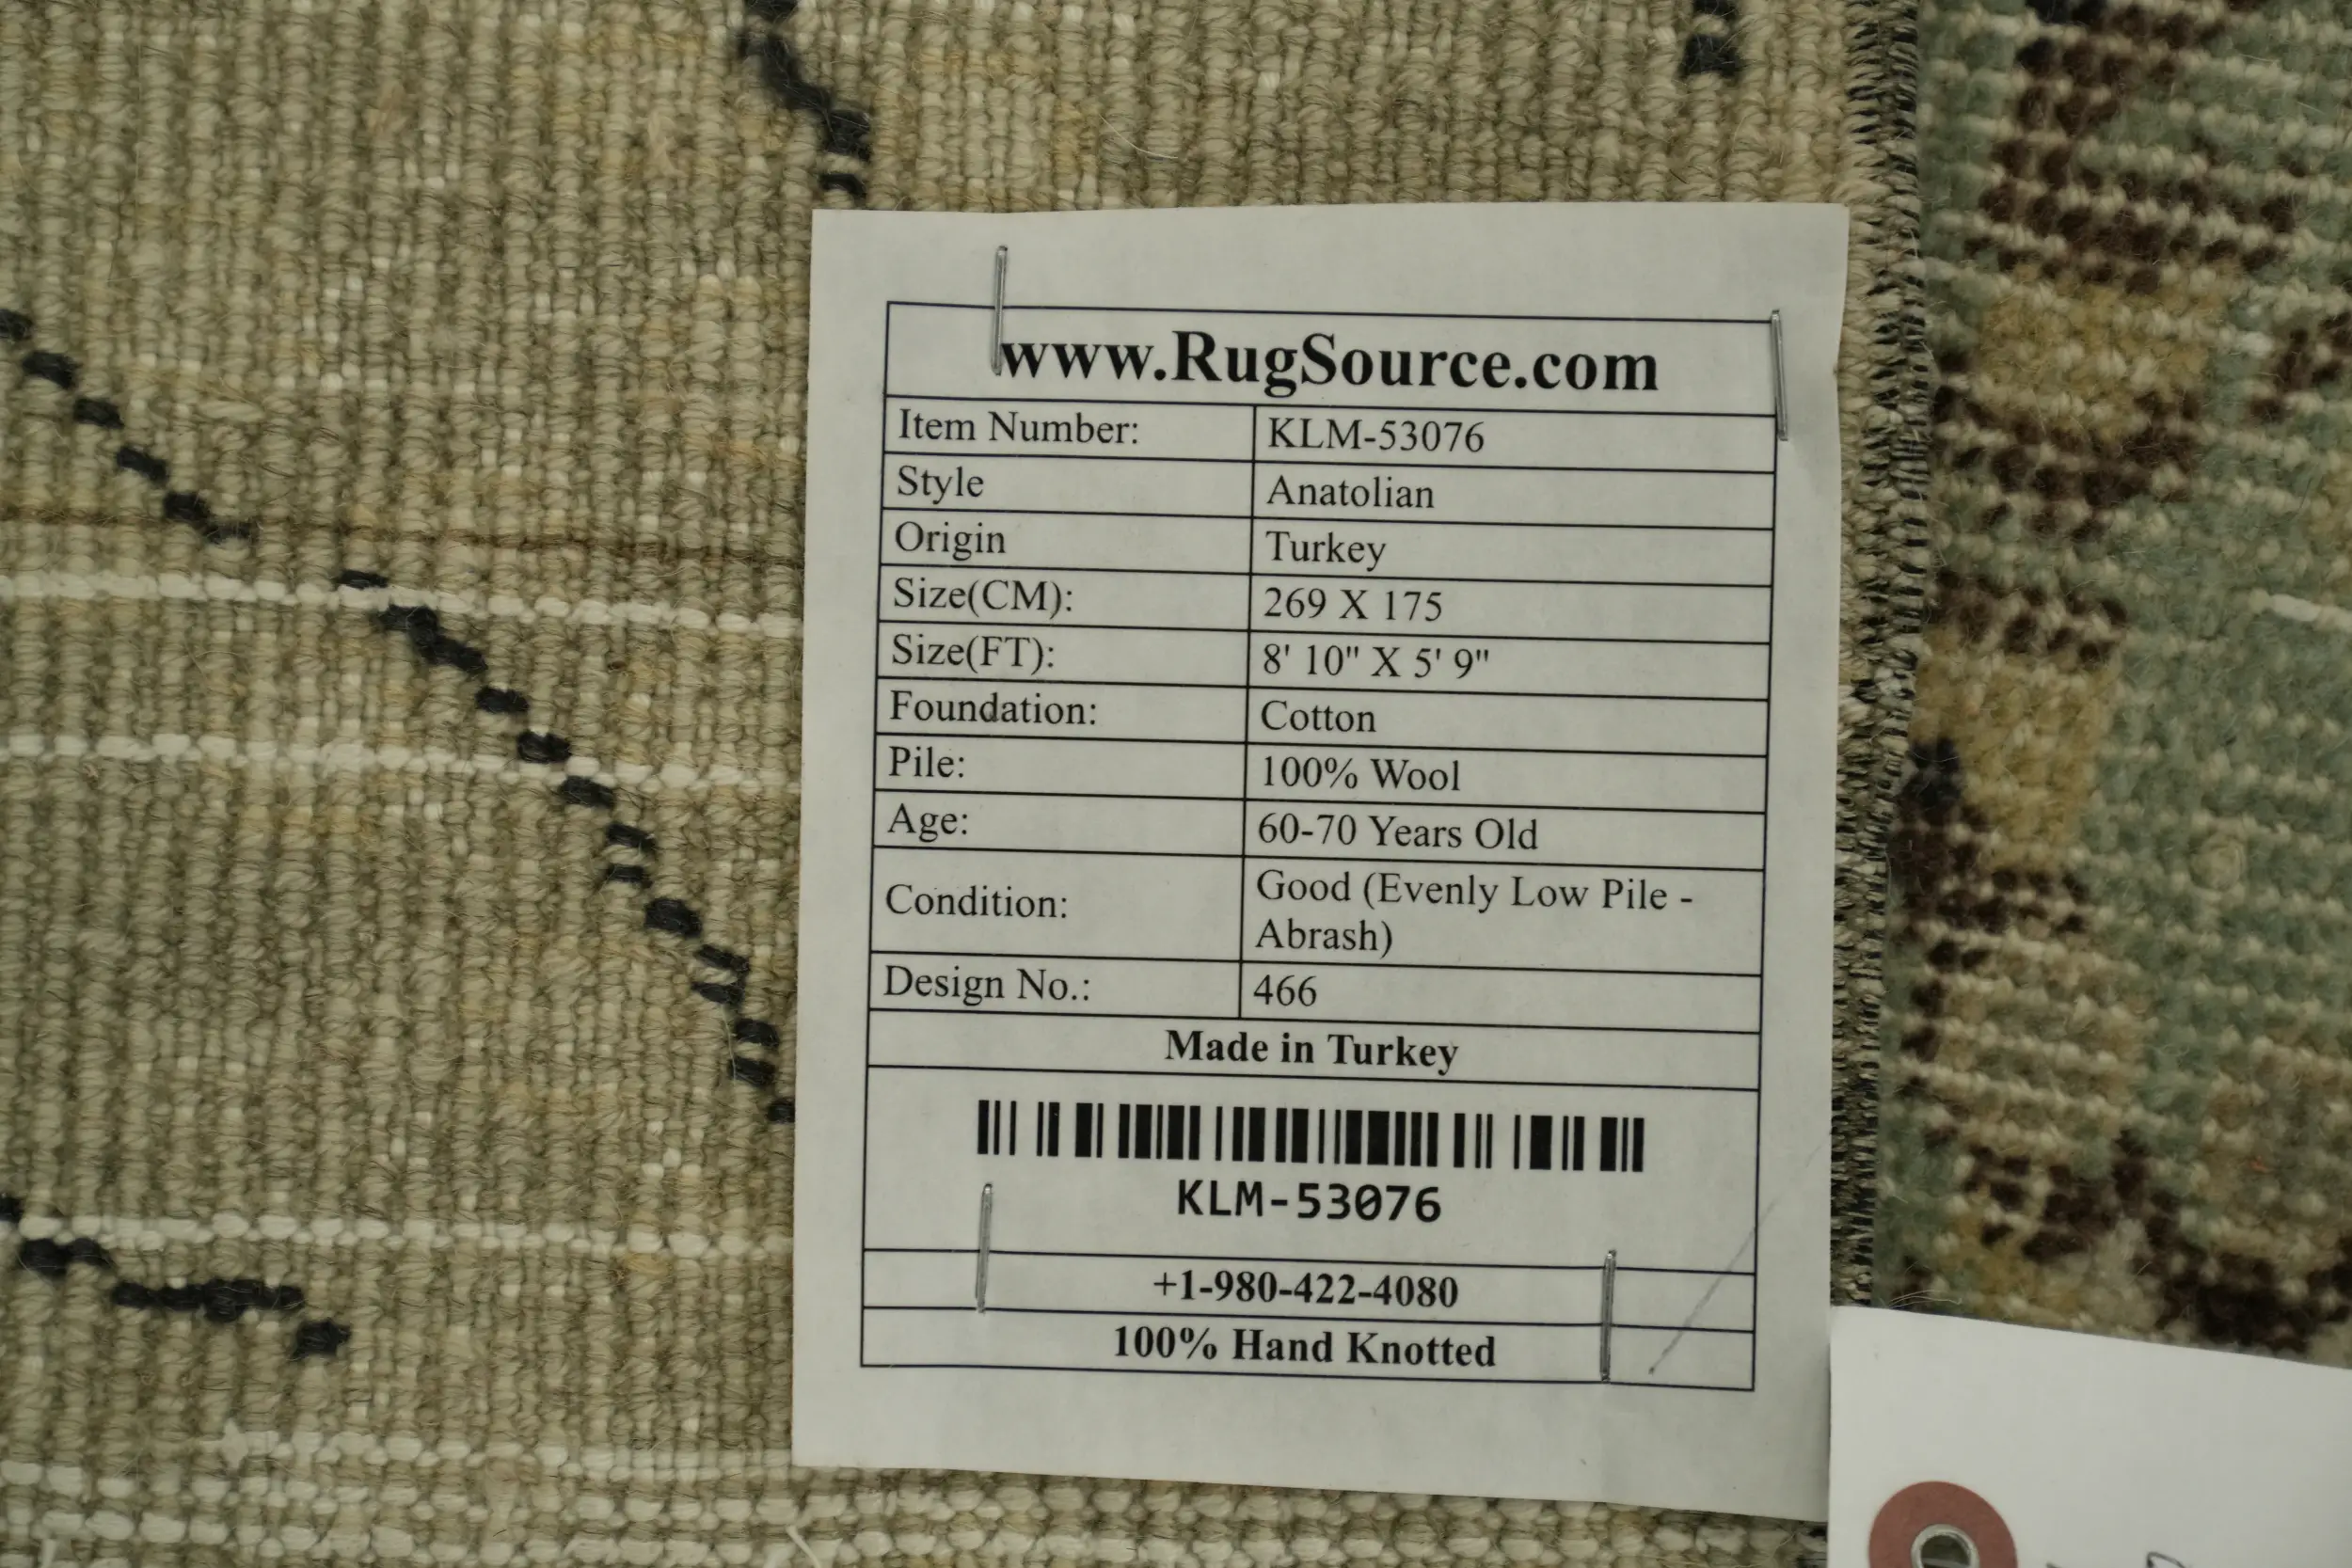 www.RugSource.com
Item Number: KLM-53076
Style Anatolian
Origin Turkey
Size(CM): 269 X 175
Size(FT): 8' 10" X 5' 9"
Foundation: Cotton
Pile: 100% Wool
Age: 60-70 Years Old
Condition: Good (Evenly Low Pile -
Abrash)
Design No.: 466
Made in Turkey
KLM-53076
+1-980-422-4080
100% Hand Knotted